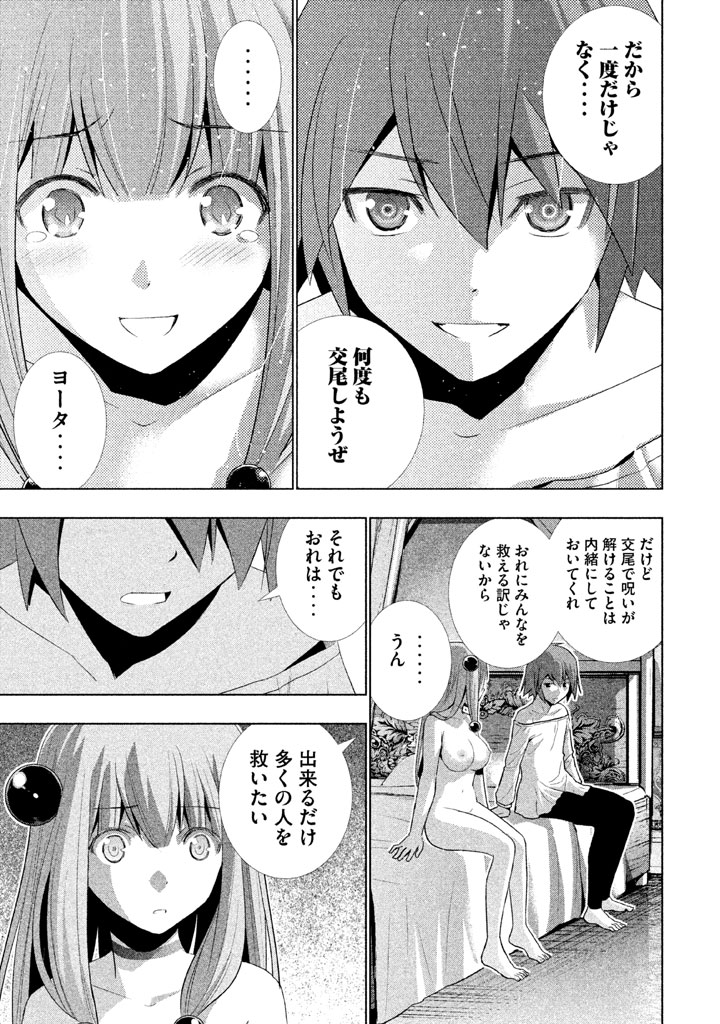 だから
一度だけじゃ
なく‥‥
何度も
交尾しようぜ
‥‥‥
ヨータ‥‥
だけど
交尾で呪いが
解けることは
内緒にして
おいてくれ
おれにみんなを
救える訳じゃ
ないから
‥‥‥
うん
それでも
おれは‥‥
出来るだけ
多くの人を
救いたい